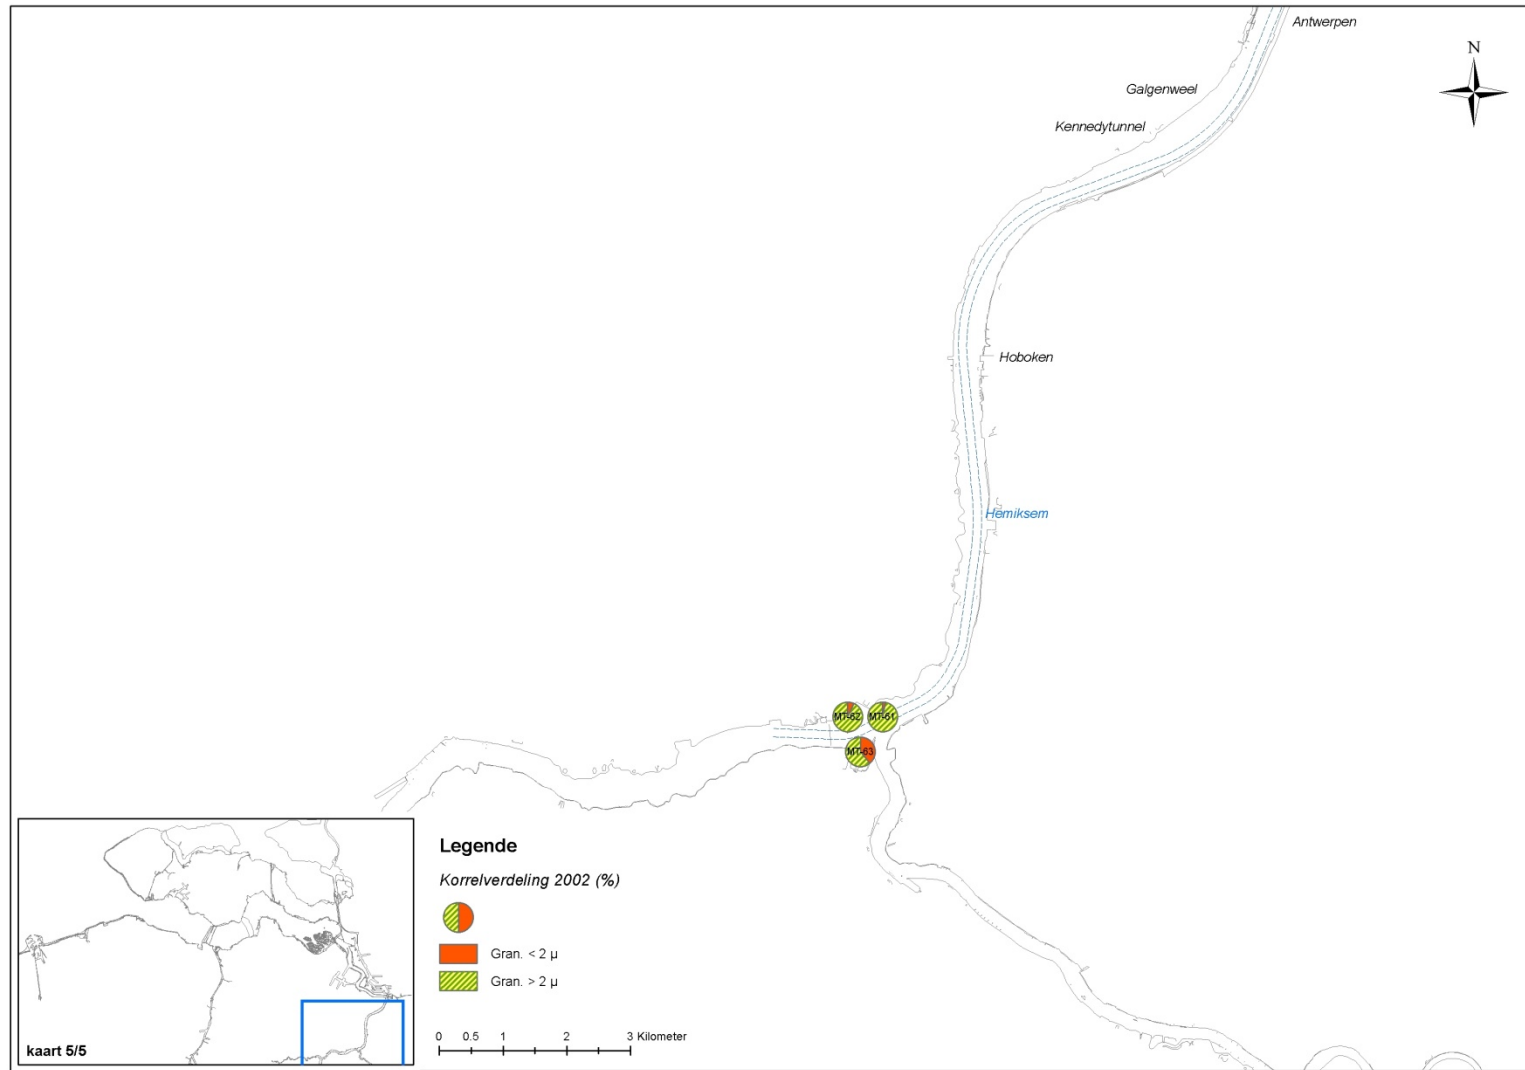 Antwerpen
N
Galgenweel
Kennedytunnel
Hoboken
Hemiksem
MT-62
MT-61
MT-63
Legende
Korrelverdeling 2002 (%)
Gran. < 2 µ
Gran. > 2 µ
0 0.5 1 2 3 Kilometer
kaart 5/5